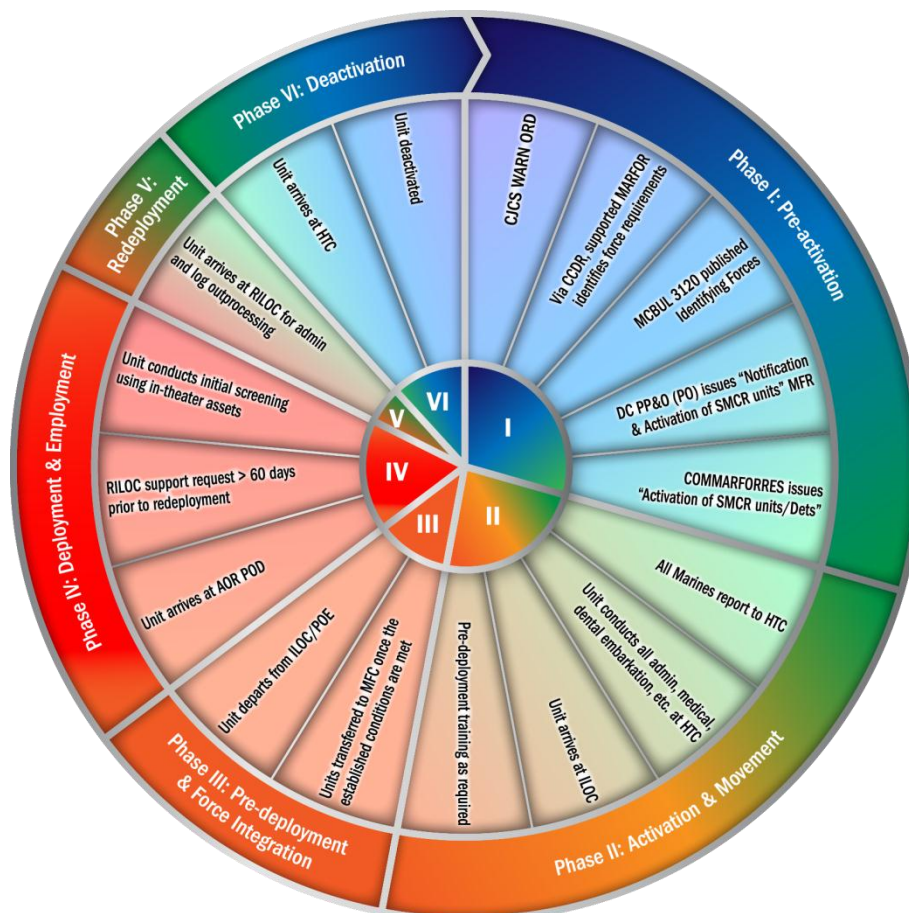 Phase I: Pre-activation
CJCS WARN ORD
Via CCDR, supported MARFOR
identifies force requirements
MCBUL 3120 published
Identifying Forces
DC PP&O (PO) issues “Notification
& Activation of SMCR units” MFR
COMMARFORRES issues
“Activation of SMCR units/Dets”
Phase II: Activation & Movement
All Marines report to HTC
Unit conducts all admin, medical,
dental embarkation, etc. at HTC
Unit arrives at ILOC
Pre-deployment training as required
Phase III: Pre-deployment
& Force Integration
Units transferred to MFC once the
established conditions are met
Unit departs from ILOC/POE
Phase IV: Deployment & Employment
Unit arrives at AOR POD
RILOC support request > 60 days
prior to redeployment
Unit conducts initial screening
using in-theater assets
Phase V:
Redeployment
Unit arrives at RILOC for admin
and log outprocessing
Phase VI: Deactivation
Unit arrives at HTC
Unit deactivated
I
II
III
IV
V
VI